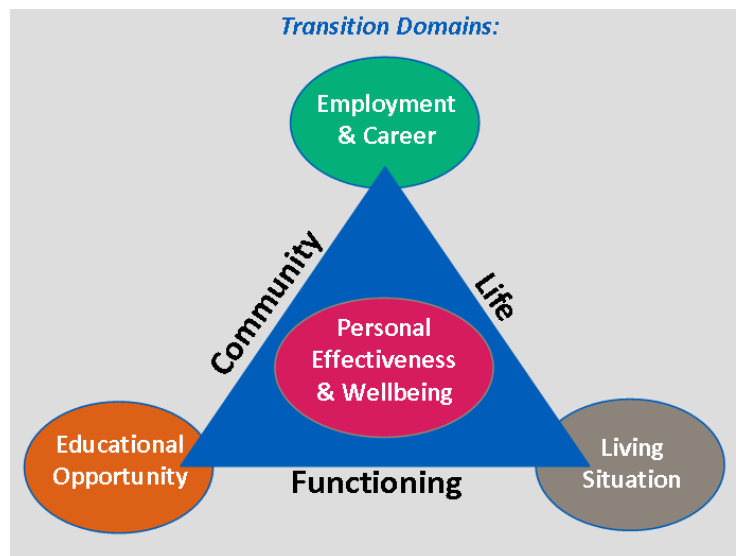 Transition Domains:
Employment
& Career
Community
Life
Personal
Effectiveness
& Wellbeing
Educational
Opportunity
Functioning
Living
Situation